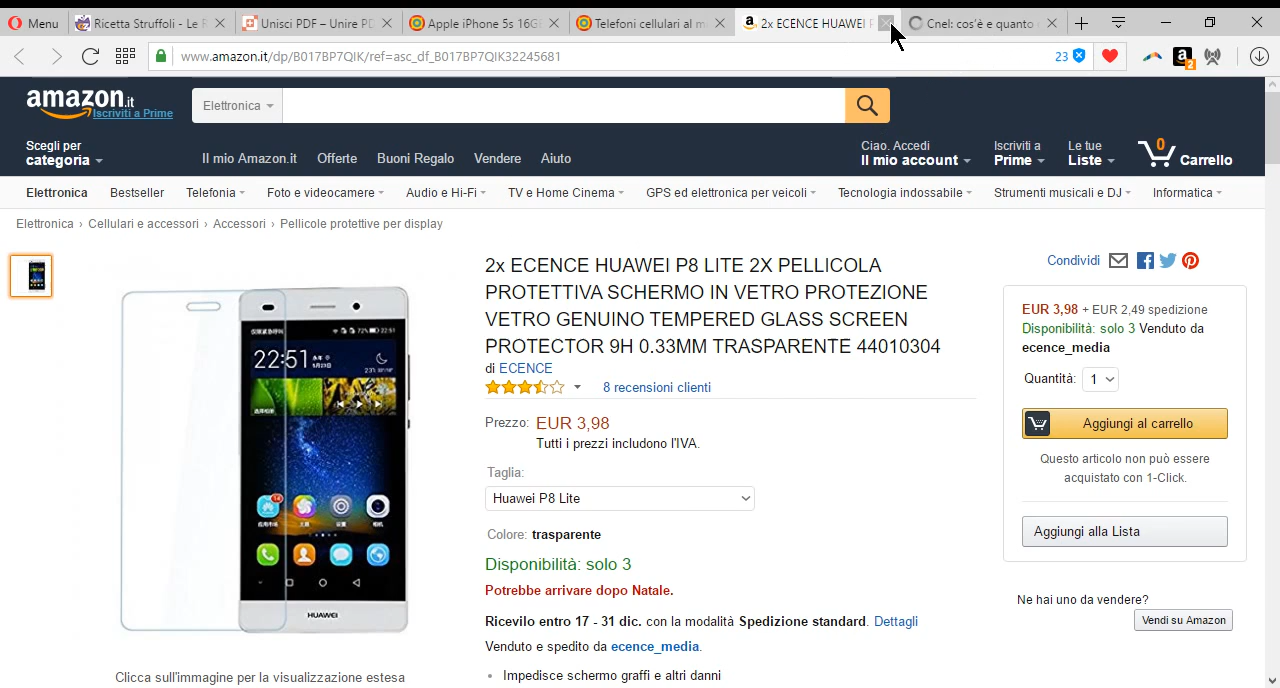 Menu
Ricetta Struffoli - Le R
Unisci PDF – Unire PD
Apple iPhone 5s 16G
Telefoni cellulari al m
2x ECENCE HUAWEI P
Cnel: cos'è e quanto
www.amazon.it/dp/B017BP7QIK/ref=asc_df_B017BP7QIK32245681
23
2
amazon.it
Iscriviti a Prime
Elettronica
Scegli per
categoria
Il mio Amazon.it Offerte Buoni Regalo Vendere Aiuto
Ciao. Accedi
Il mio account
Iscriviti a
Prime
Le tue
Liste
0
Carrello
Elettronica Bestseller Telefonia Foto e videocamere Audio e Hi-Fi TV e Home Cinema GPS ed elettronica per veicoli Tecnologia indossabile Strumenti musicali e DJ Informatica
Elettronica › Cellulari e accessori › Accessori › Pellicole protettive per display
22:51
HUAWEI
Clicca sull'immagine per la visualizzazione estesa
2x ECENCE HUAWEI P8 LITE 2X PELLICOLA
PROTETTIVA SCHERMO IN VETRO PROTEZIONE
VETRO GENUINO TEMPERED GLASS SCREEN
PROTECTOR 9H 0.33MM TRASPARENTE 44010304
di ECENCE
8 recensioni clienti
Prezzo: EUR 3,98
Tutti i prezzi includono l'IVA.
Taglia:
Huawei P8 Lite
Colore: trasparente
Disponibilità: solo 3
Potrebbe arrivare dopo Natale.
Ricevilo entro 17 - 31 dic. con la modalità Spedizione standard. Dettagli
Venduto e spedito da ecence_media.
• Impedisce schermo graffi e altri danni
Condividi
EUR 3,98 + EUR 2,49 spedizione
Disponibilità: solo 3 Venduto da
ecence_media
Quantità: 1
Aggiungi al carrello
Questo articolo non può essere
acquistato con 1-Click.
Aggiungi alla Lista
Ne hai uno da vendere?
Vendi su Amazon